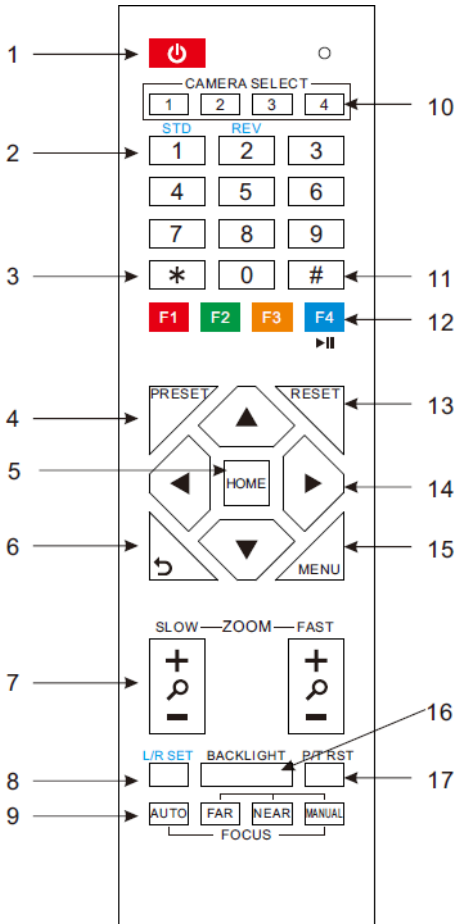 1
CAMERA SELECT
1 2 3 4
10
STD REV
2
1 2 3
4 5 6
7 8 9
3
* 0 #
11
F1 F2 F3 F4
12
PRESET RESET
4
13
5
HOME
14
6
MENU
15
SLOW ZOOM FAST
7
+ +
- -
16
L/R SET BACKLIGHT P/T RST
8
17
9
AUTO FAR NEAR MANUAL
FOCUS